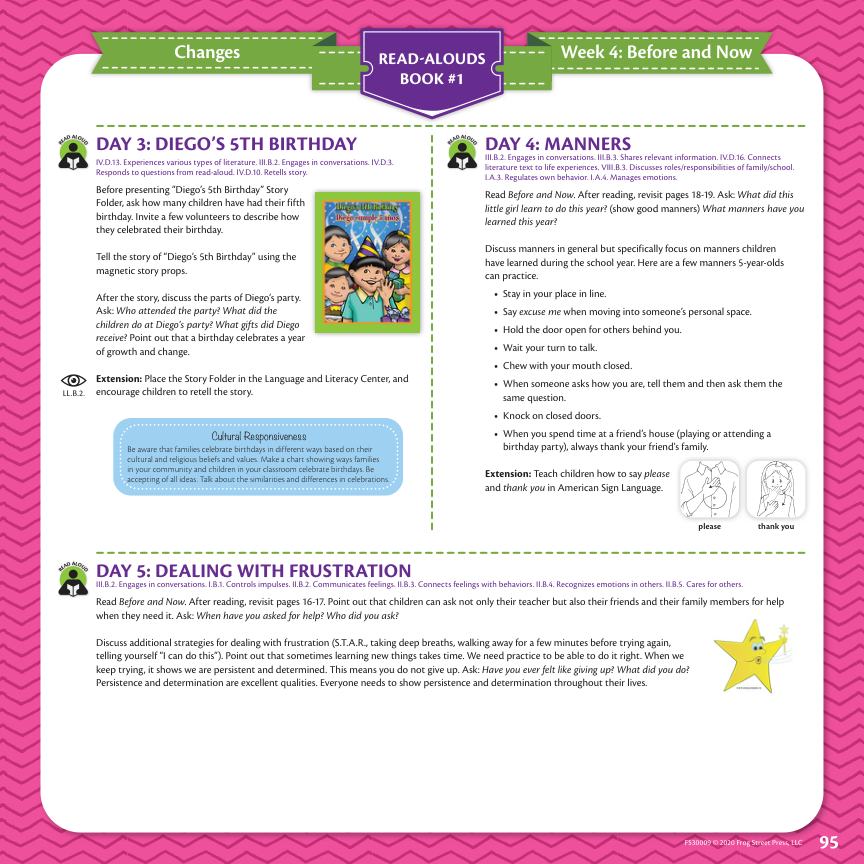 Changes
READ-ALOUDS
BOOK #1
Week 4: Before and Now
READ ALOUD
DAY 3: DIEGO'S 5TH BIRTHDAY
IV.D.13. Experiences various types of literature. III.B.2. Engages in conversations. IV.D.3.
Responds to questions from read-aloud. IV.D.10. Retells story.
Before presenting "Diego's 5th Birthday" Story
Folder, ask how many children have had their fifth
birthday. Invite a few volunteers to describe how
they celebrated their birthday.
Tell the story of "Diego's 5th Birthday" using the
magnetic story props.
After the story, discuss the parts of Diego's party.
Ask: Who attended the party? What did the
children do at Diego's party? What gifts did Diego
receive? Point out that a birthday celebrates a year
of growth and change.
Diego's 5th Birthday
Diego cumple 5 años
LL.B.2.
Extension: Place the Story Folder in the Language and Literacy Center, and
encourage children to retell the story.
Cultural Responsiveness
Be aware that families celebrate birthdays in different ways based on their
cultural and religious beliefs and values. Make a chart showing ways families
in your community and children in your classroom celebrate birthdays. Be
accepting of all ideas. Talk about the similarities and differences in celebrations.
READ ALOUD
DAY 4: MANNERS
III.B.2. Engages in conversations. III.B.3. Shares relevant information. IV.D.16. Connects
literature text to life experiences. VIII.B.3. Discusses roles/responsibilities of family/school.
I.A.3. Regulates own behavior. I.A.4. Manages emotions.
Read Before and Now. After reading, revisit pages 18-19. Ask: What did this
little girl learn to do this year? (show good manners) What manners have you
learned this year?
Discuss manners in general but specifically focus on manners children
have learned during the school year. Here are a few manners 5-year-olds
can practice.
• Stay in your place in line.
• Say excuse me when moving into someone's personal space.
• Hold the door open for others behind you.
• Wait your turn to talk.
• Chew with your mouth closed.
• When someone asks how you are, tell them and then ask them the
same question.
• Knock on closed doors.
• When you spend time at a friend's house (playing or attending a
birthday party), always thank your friend's family.
Extension: Teach children how to say please
and thank you in American Sign Language.
please
thank you
READ ALOUD
DAY 5: DEALING WITH FRUSTRATION
III.B.2. Engages in conversations. I.B.1. Controls impulses. II.B.2. Communicates feelings. II.B.3. Connects feelings with behaviors. II.B.4. Recognizes emotions in others. II.B.5. Cares for others.
Read Before and Now. After reading, revisit pages 16-17. Point out that children can ask not only their teacher but also their friends and their family members for help
when they need it. Ask: When have you asked for help? Who did you ask?
Discuss additional strategies for dealing with frustration (S.T.A.R., taking deep breaths, walking away for a few minutes before trying again,
telling yourself "I can do this"). Point out that sometimes learning new things takes time. We need practice to be able to do it right. When we
keep trying, it shows we are persistent and determined. This means you do not give up. Ask: Have you ever felt like giving up? What did you do?
Persistence and determination are excellent qualities. Everyone needs to show persistence and determination throughout their lives.
FS30009 © 2020 Frog Street Press, LLC
95